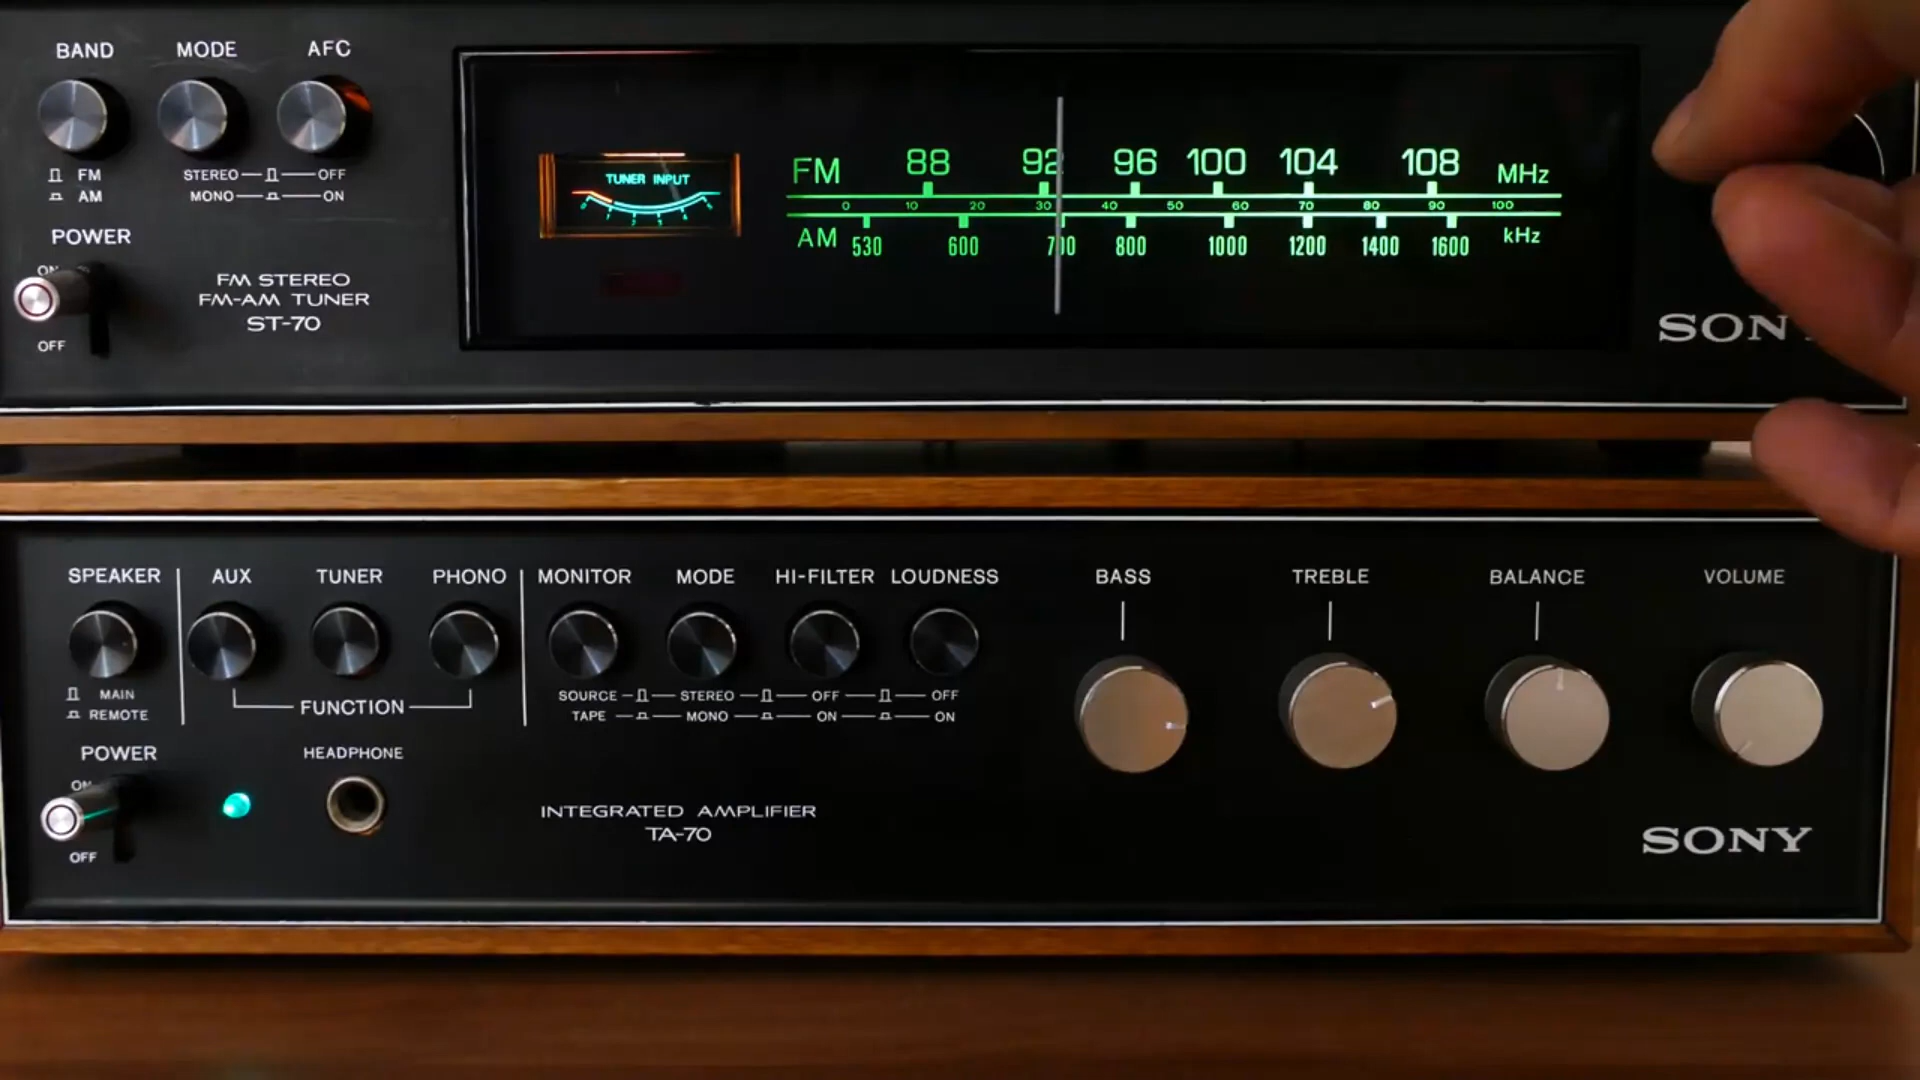 BAND MODE AFC
FM STEREO OFF
AM MONO ON
POWER
ON
OFF
FM STEREO
FM-AM TUNER
ST-70
TUNER INPUT
FM 88 92 96 100 104 108 MHz
0 10 20 30 40 50 60 70 80 90 100
AM 530 600 700 800 1000 1200 1400 1600 kHz
SON
SPEAKER AUX TUNER PHONO MONITOR MODE HI-FILTER LOUDNESS BASS TREBLE BALANCE VOLUME
MAIN SOURCE STEREO OFF OFF
REMOTE FUNCTION TAPE MONO ON ON
POWER HEADPHONE
ON
OFF
INTEGRATED AMPLIFIER
TA-70
SONY